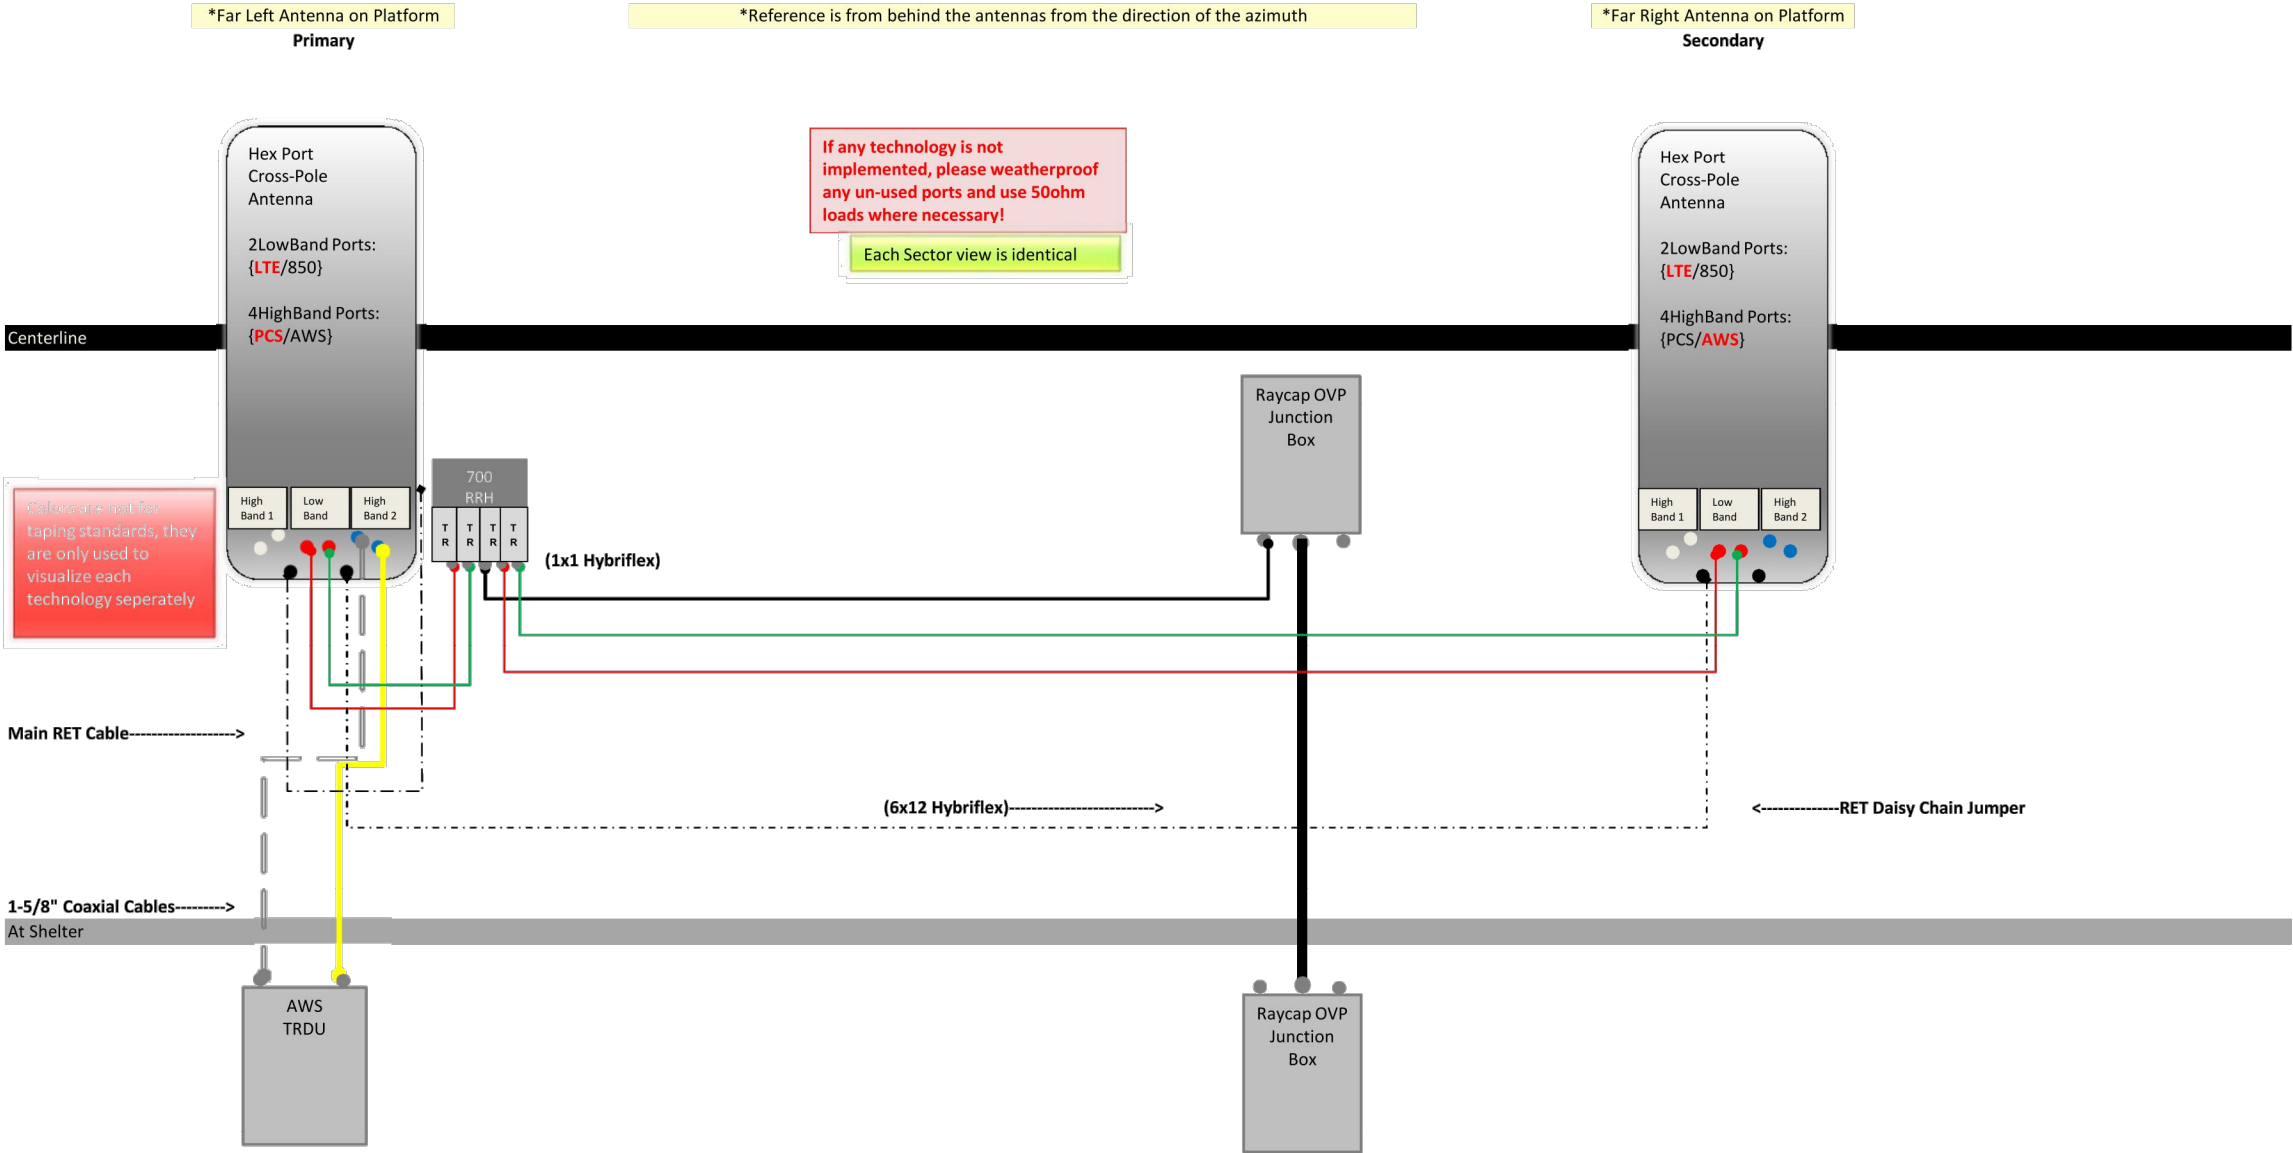 *Far Left Antenna on Platform
*Reference is from behind the antennas from the direction of the azimuth
*Far Right Antenna on Platform
Primary
Secondary
Hex Port
Cross-Pole
Antenna
2LowBand Ports:
{LTE/850}
4HighBand Ports:
{PCS/AWS}
If any technology is not
implemented, please weatherproof
any un-used ports and use 50ohm
loads where necessary!
Each Sector view is identical
Hex Port
Cross-Pole
Antenna
2LowBand Ports:
{LTE/850}
4HighBand Ports:
{PCS/AWS}
Centerline
Raycap OVP
Junction
Box
700
RRH
High
Band 1
Low
Band
High
Band 2
T
R
T
R
T
R
T
R
High
Band 1
Low
Band
High
Band 2
Colors are not for
taping standards, they
are only used to
visualize each
technology seperately
(1x1 Hybriflex)
Main RET Cable------------------->
(6x12 Hybriflex)-------------------------->
<--------------RET Daisy Chain Jumper
1-5/8" Coaxial Cables--------->
At Shelter
AWS
TRDU
Raycap OVP
Junction
Box